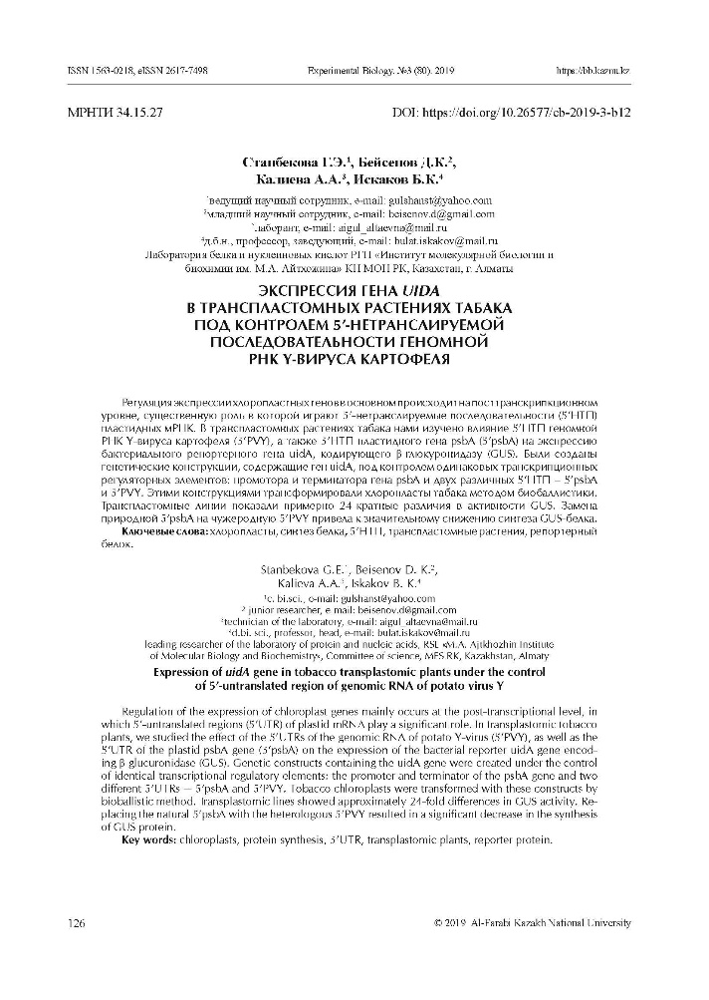 ISSN 1563-0218, eISSN 2617-7498 Experimental Biology. №3 (80). 2019 https://bb.kaznu.kz
МРНТИ 34.15.27 DOI: https://doi.org/10.26577/eb-2019-3-b12
Станбекова Г.Э.¹, Бейсенов Д.К.²,
Калиева А.А.³, Искаков Б.К.⁴
¹ведущий научный сотрудник, e-mail: gulshanst@yahoo.com
²младший научный сотрудник, e-mail: beisenov.d@gmail.com
³лаборант, e-mail: aigul_altaevna@mail.ru
⁴д.б.н., профессор, заведующий, e-mail: bulat.iskakov@mail.ru
Лаборатория белка и нуклеиновых кислот РГП «Институт молекулярной биологии и
биохимии им. М.А. Айтхожина» КН МОН РК, Казахстан, г. Алматы
ЭКСПРЕССИЯ ГЕНА UIDA
В ТРАНСПЛАСТОМНЫХ РАСТЕНИЯХ ТАБАКА
ПОД КОНТРОЛЕМ 5′-НЕТРАНСЛИРУЕМОЙ
ПОСЛЕДОВАТЕЛЬНОСТИ ГЕНОМНОЙ
РНК Y-ВИРУСА КАРТОФЕЛЯ
Регуляция экспрессии хлоропластных генов в основном происходит на посттранскрипционном
уровне, существенную роль в которой играют 5′-нетранслируемые последовательности (5′НТП)
пластидных мРНК. В транспластомных растениях табака нами изучено влияние 5′НТП геномной
РНК Y-вируса картофеля (5′PVY), а также 5′НТП пластидного гена psbA (5′psbA) на экспрессию
бактериального репортерного гена uidA, кодирующего β-глюкуронидазу (GUS). Были созданы
генетические конструкции, содержащие ген uidA, под контролем одинаковых транскрипционных
регуляторных элементов: промотора и терминатора гена psbA и двух различных 5′НТП – 5′psbA
и 5′PVY. Этими конструкциями трансформировали хлоропласты табака методом биобаллистики.
Транспластомные линии показали примерно 24-кратные различия в активности GUS. Замена
природной 5′psbA на чужеродную 5′PVY привела к значительному снижению синтеза GUS-белка.
Ключевые слова: хлоропласты, синтез белка, 5′НТП, транспластомные растения, репортерный
белок.
Stanbekova G.E.¹, Beisenov D. K.²,
Kalieva A.A.³, Iskakov B. K.⁴
¹c. bi.sci., e-mail: gulshanst@yahoo.com
² junior researcher, e-mail: beisenov.d@gmail.com
³technician of the laboratory, e-mail: aigul_altaevna@mail.ru
⁴d.bi. sci., professor, head, e-mail: bulat.iskakov@mail.ru
leading researcher of the laboratory of protein and nucleic acids, RSE «M.A. Ajtkhozhin Institute
of Molecular Biology and Biochemistry», Committee of science, MES RK, Kazakhstan, Almaty
Expression of uidA gene in tobacco transplastomic plants under the control
of 5′-untranslated region of genomic RNA of potato virus Y
Regulation of the expression of chloroplast genes mainly occurs at the post-transcriptional level, in
which 5′-untranslated regions (5′UTR) of plastid mRNA play a significant role. In transplastomic tobacco
plants, we studied the effect of the 5′UTRs of the genomic RNA of potato Y-virus (5′PVY), as well as the
5′UTR of the plastid psbA gene (5′psbA) on the expression of the bacterial reporter uidA gene encod-
ing β-glucuronidase (GUS). Genetic constructs containing the uidA gene were created under the control
of identical transcriptional regulatory elements: the promoter and terminator of the psbA gene and two
different 5′UTRs — 5′psbA and 5′PVY. Tobacco chloroplasts were transformed with these constructs by
bioballistic method. Transplastomic lines showed approximately 24-fold differences in GUS activity. Re-
placing the natural 5′psbA with the heterologous 5′PVY resulted in a significant decrease in the synthesis
of GUS protein.
Key words: chloroplasts, protein synthesis, 5′UTR, transplastomic plants, reporter protein.
126 © 2019 Al-Farabi Kazakh National University